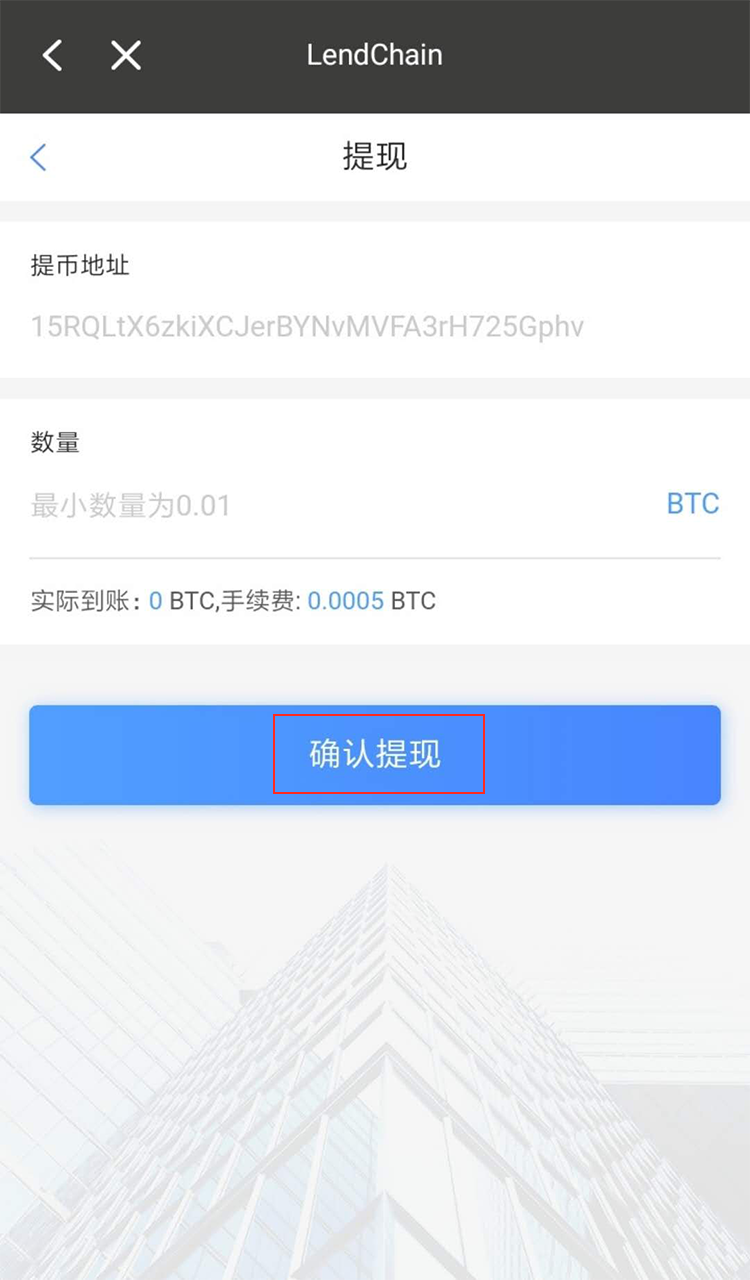 LendChain
提现
提币地址
15RQLtX6zkiXCJerBYNvMVFA3rH725Gphv
数量
最小数量为0.01 BTC
实际到账: 0 BTC,手续费: 0.0005 BTC
确认提现